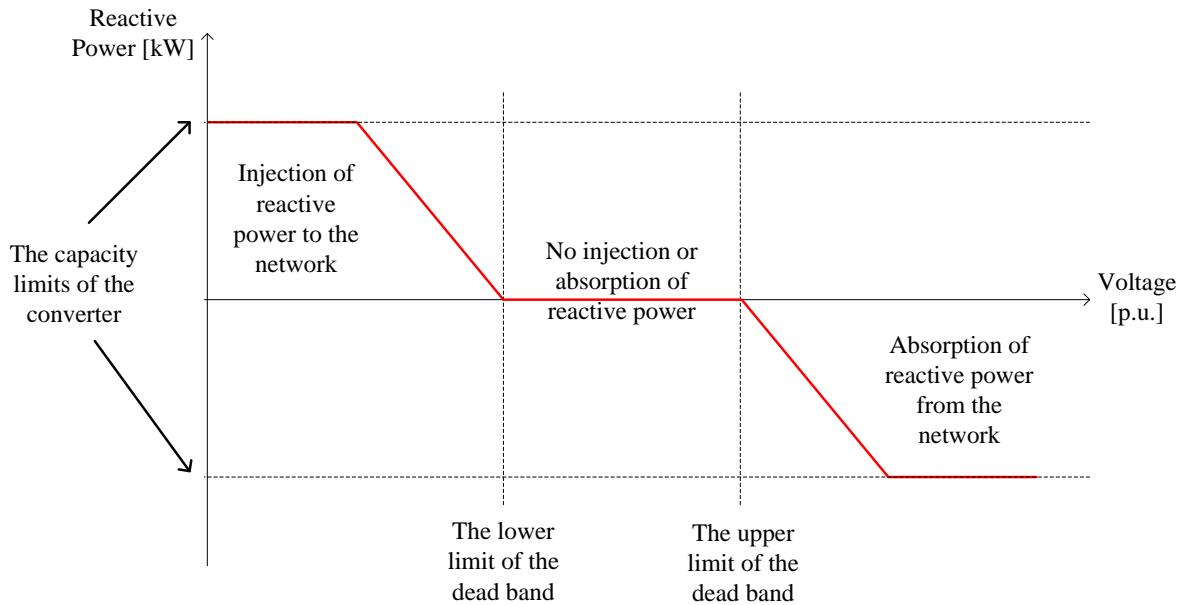 Reactive
Power [kW]
Injection of
reactive
power to the
network
The capacity
limits of the
converter
No injection or
absorption of
reactive power
Voltage
[p.u.]
Absorption of
reactive power
from the
network
The lower
limit of the
dead band
The upper
limit of the
dead band